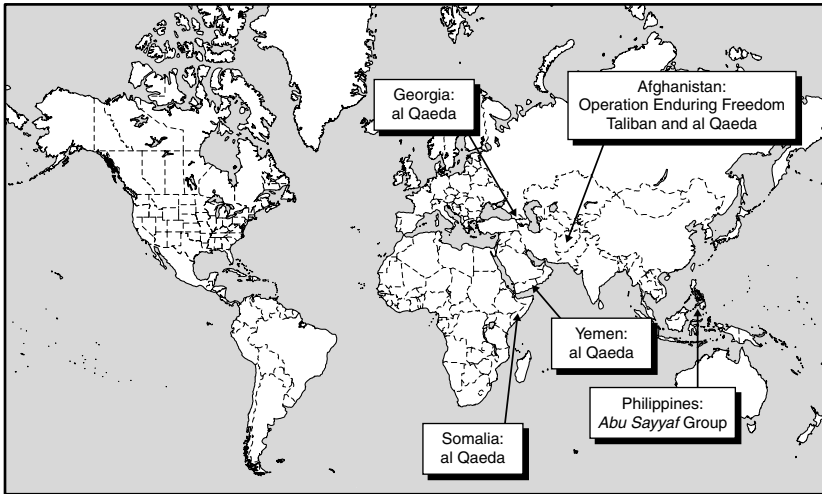 Georgia:
al Qaeda
Afghanistan:
Operation Enduring Freedom
Taliban and al Qaeda
Yemen:
al Qaeda
Philippines:
Abu Sayyaf Group
Somalia:
al Qaeda